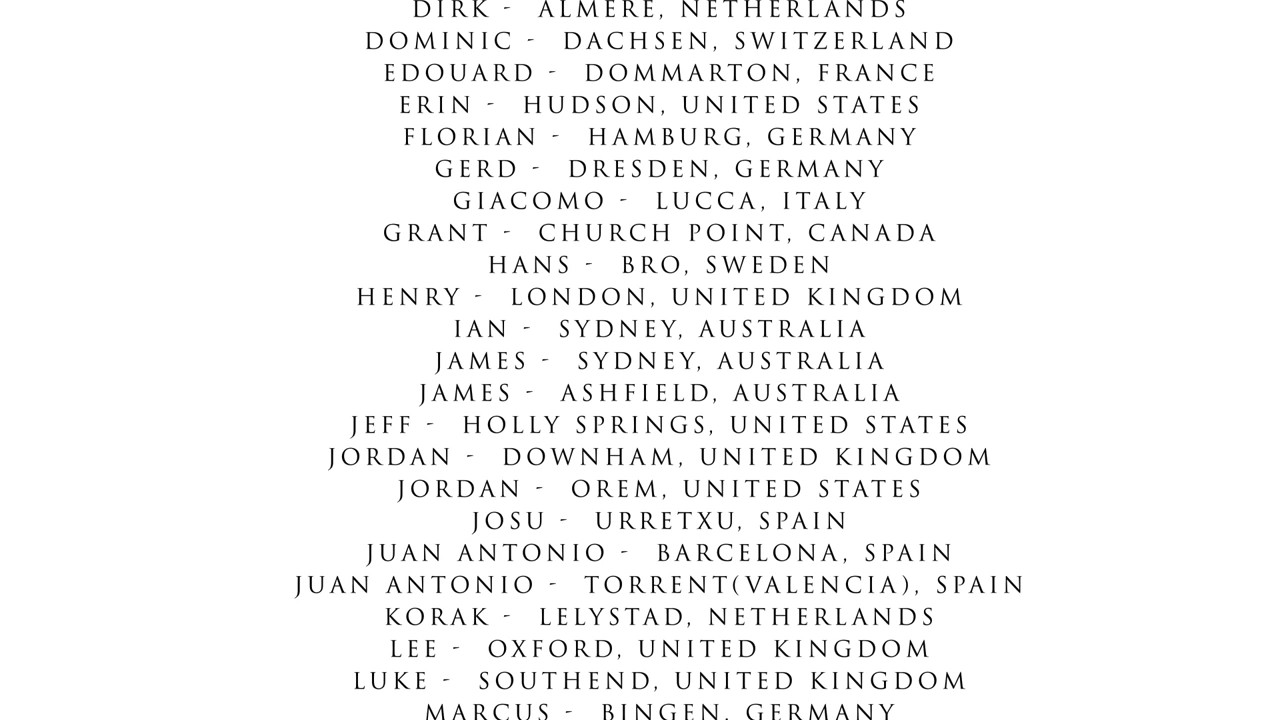 DIRK - ALMERE, NETHERLANDS
DOMINIC - DACHSEN, SWITZERLAND
EDOUARD - DOMMARTON, FRANCE
ERIN - HUDSON, UNITED STATES
FLORIAN - HAMBURG, GERMANY
GERD - DRESDEN, GERMANY
GIACOMO - LUCCA, ITALY
GRANT - CHURCH POINT, CANADA
HANS - BRO, SWEDEN
HENRY - LONDON, UNITED KINGDOM
IAN - SYDNEY, AUSTRALIA
JAMES - SYDNEY, AUSTRALIA
JAMES - ASHFIELD, AUSTRALIA
JEFF - HOLLY SPRINGS, UNITED STATES
JORDAN - DOWNHAM, UNITED KINGDOM
JORDAN - OREM, UNITED STATES
JOSU - URRETXU, SPAIN
JUAN ANTONIO - BARCELONA, SPAIN
JUAN ANTONIO - TORRENT(VALENCIA), SPAIN
KORAK - LELYSTAD, NETHERLANDS
LEE - OXFORD, UNITED KINGDOM
LUKE - SOUTHEND, UNITED KINGDOM
MARCUS - BINGEN, GERMANY